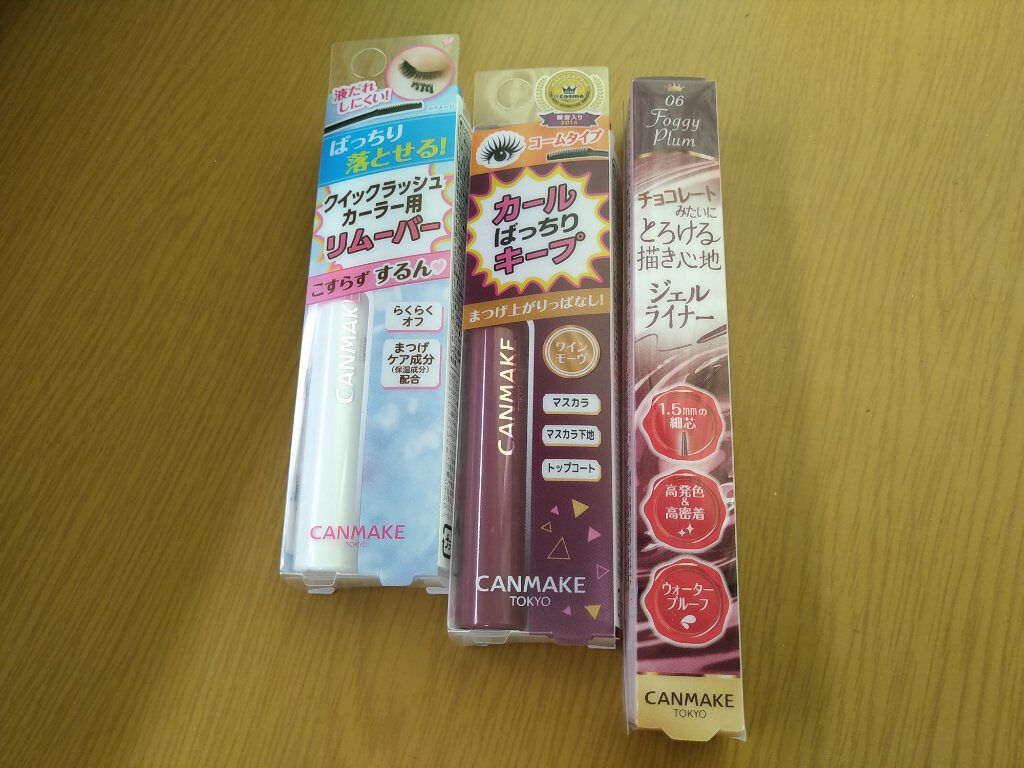 液だれ
しにくい!
ばっちり
落とせる!
クイックラッシュ
カーラー用
リムーバー
こすらず するん♡
らくらく
オフ
まつげ
ケア成分
(保湿成分)
配合
CANMAKE
CANMAKE
TOKYO
@cosme
殿堂入り
2014
コームタイプ
カール
ばっちり
キープ
まつげ上がりっぱなし!
ワイン
モーヴ
マスカラ
マスカラ下地
トップコート
CANMAKE
TOKYO
CANMAKE
TOKYO
06
Foggy
Plum
チョコレート
みたいに
とろける
描き心地
ジェル
ライナー
1.5mmの
細芯
高発色
&
高密着
ウォーター
プルーフ
CANMAKE
TOKYO